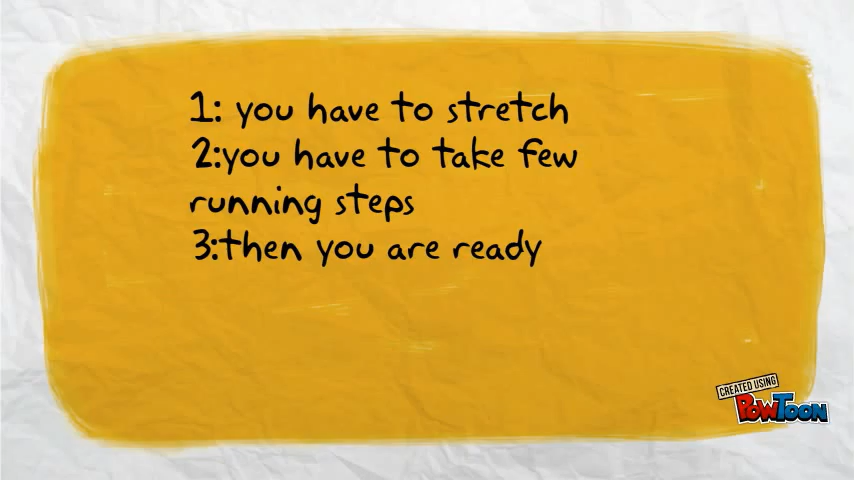 1: you have to stretch
2:you have to take few
running steps
3:then you are ready
CREATED USING
POWTOON